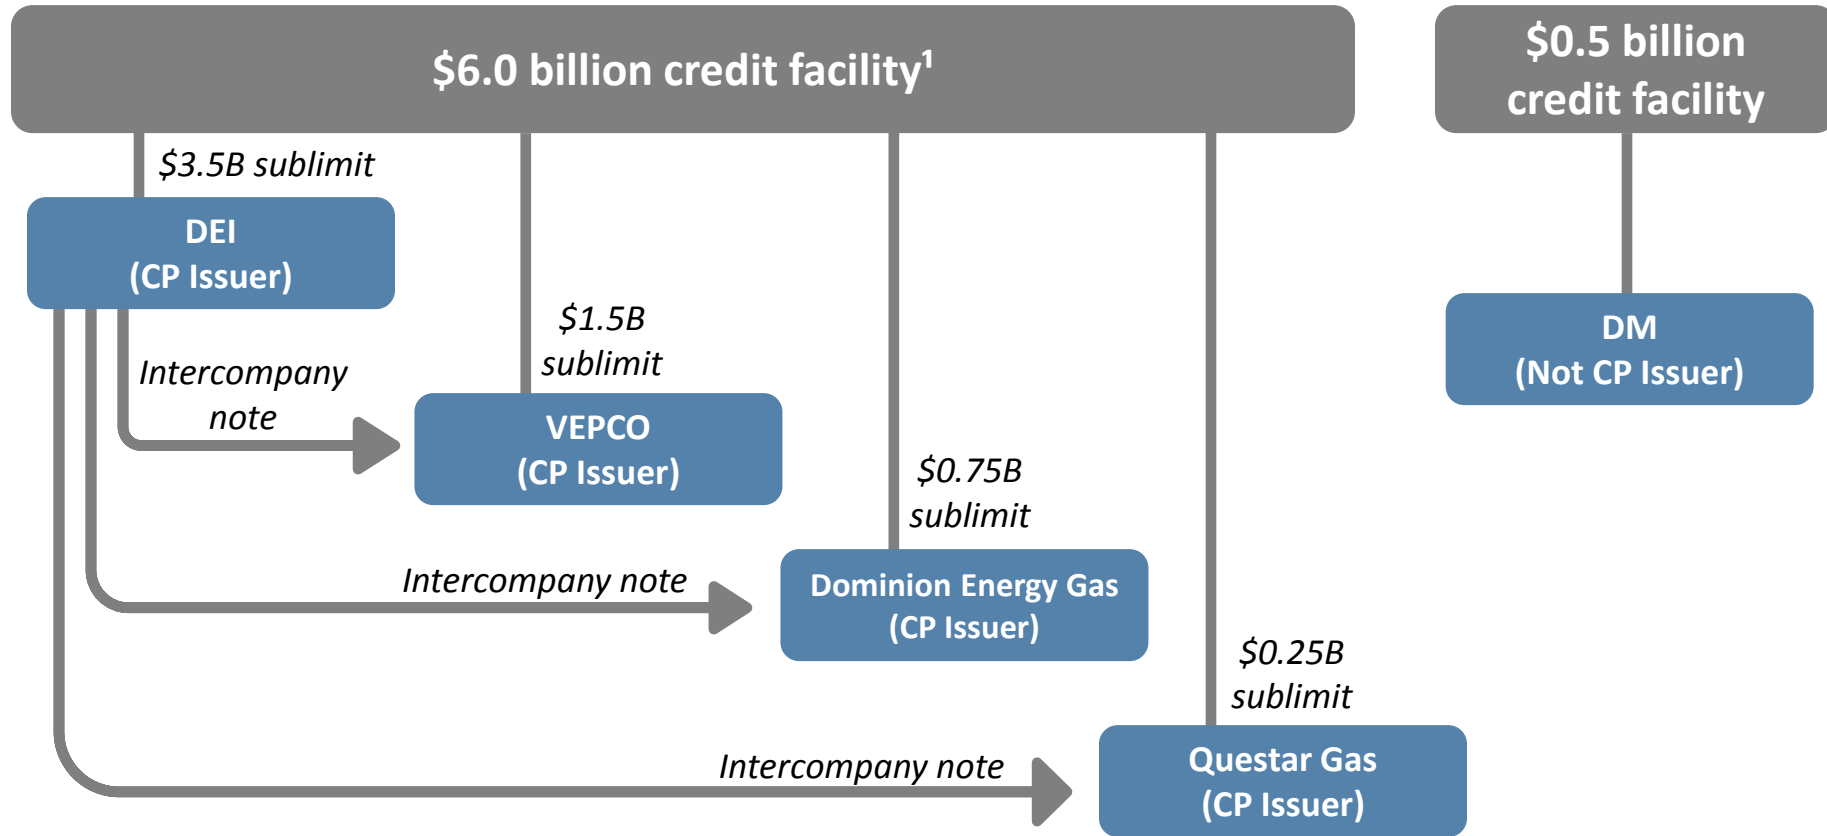 $6.0 billion credit facility¹
$0.5 billion
credit facility
$3.5B sublimit
DEI
(CP Issuer)
$1.5B
sublimit
DM
(Not CP Issuer)
Intercompany
note
VEPCO
(CP Issuer)
$0.75B
sublimit
Intercompany note
Dominion Energy Gas
(CP Issuer)
$0.25B
sublimit
Intercompany note
Questar Gas
(CP Issuer)